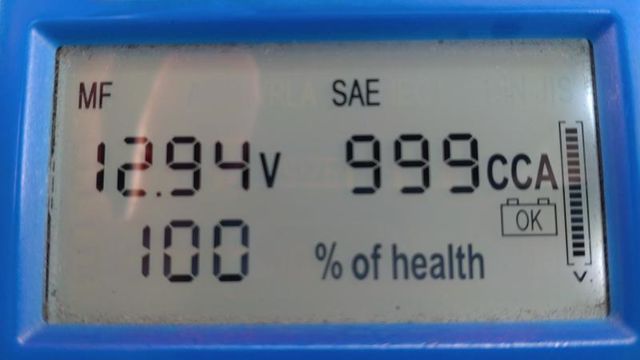 MF SAE
12.94V 999CCA
OK
100 % of health